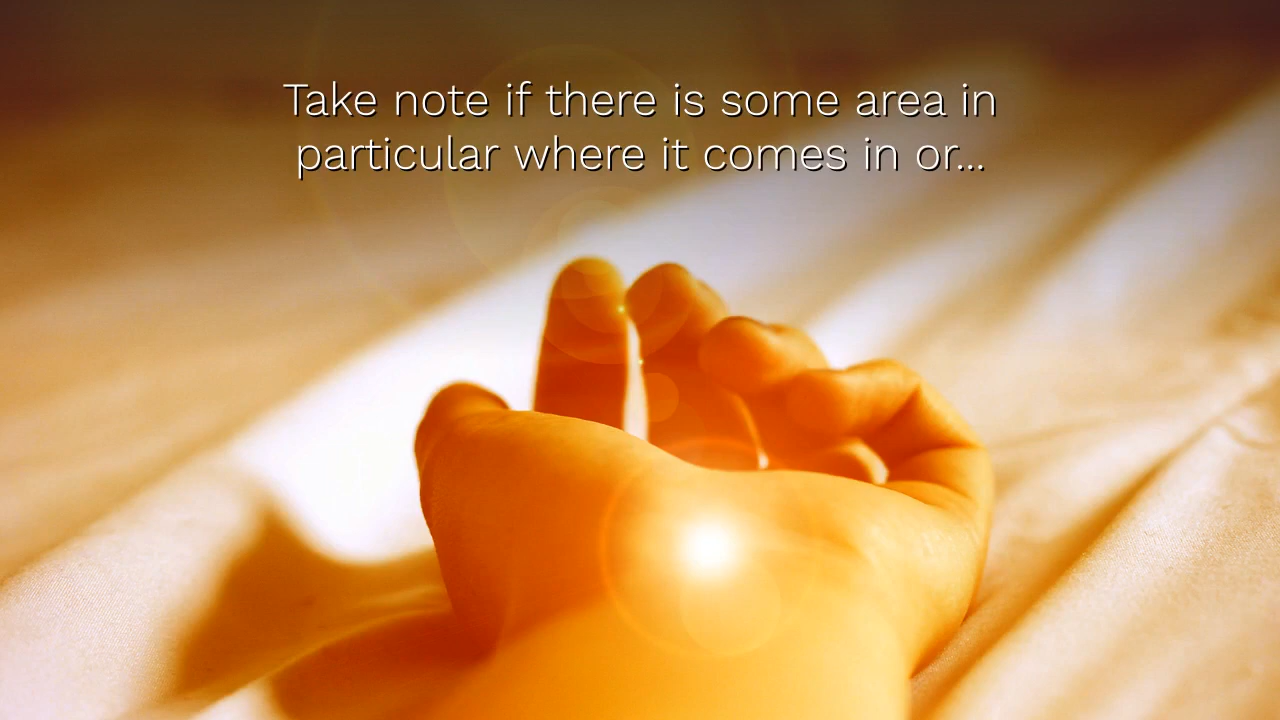 Take note if there is some area in
particular where it comes in or...